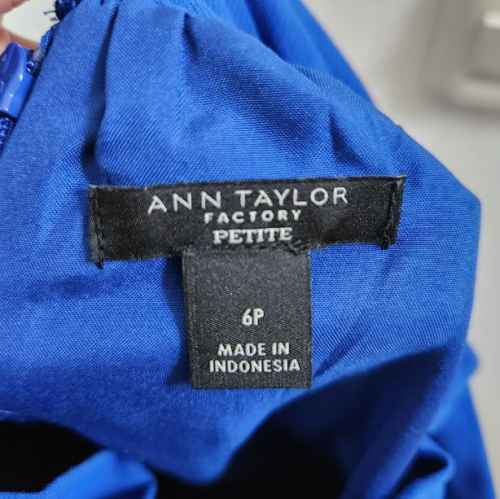 ANN TAYLOR
FACTORY
PETITE
6P
MADE IN
INDONESIA